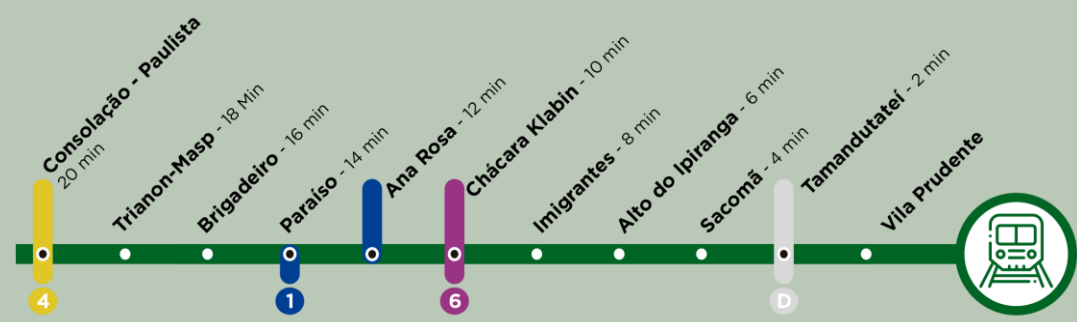 Consolação - Paulista
20 min
Trianon-Masp - 18 Min
Brigadeiro - 16 min
Paraíso - 14 min
Ana Rosa - 12 min
Chácara Klabin - 10 min
Imigrantes - 8 min
Alto do Ipiranga - 6 min
Sacomã - 4 min
Tamandutateí - 2 min
Vila Prudente
4
1
6
D